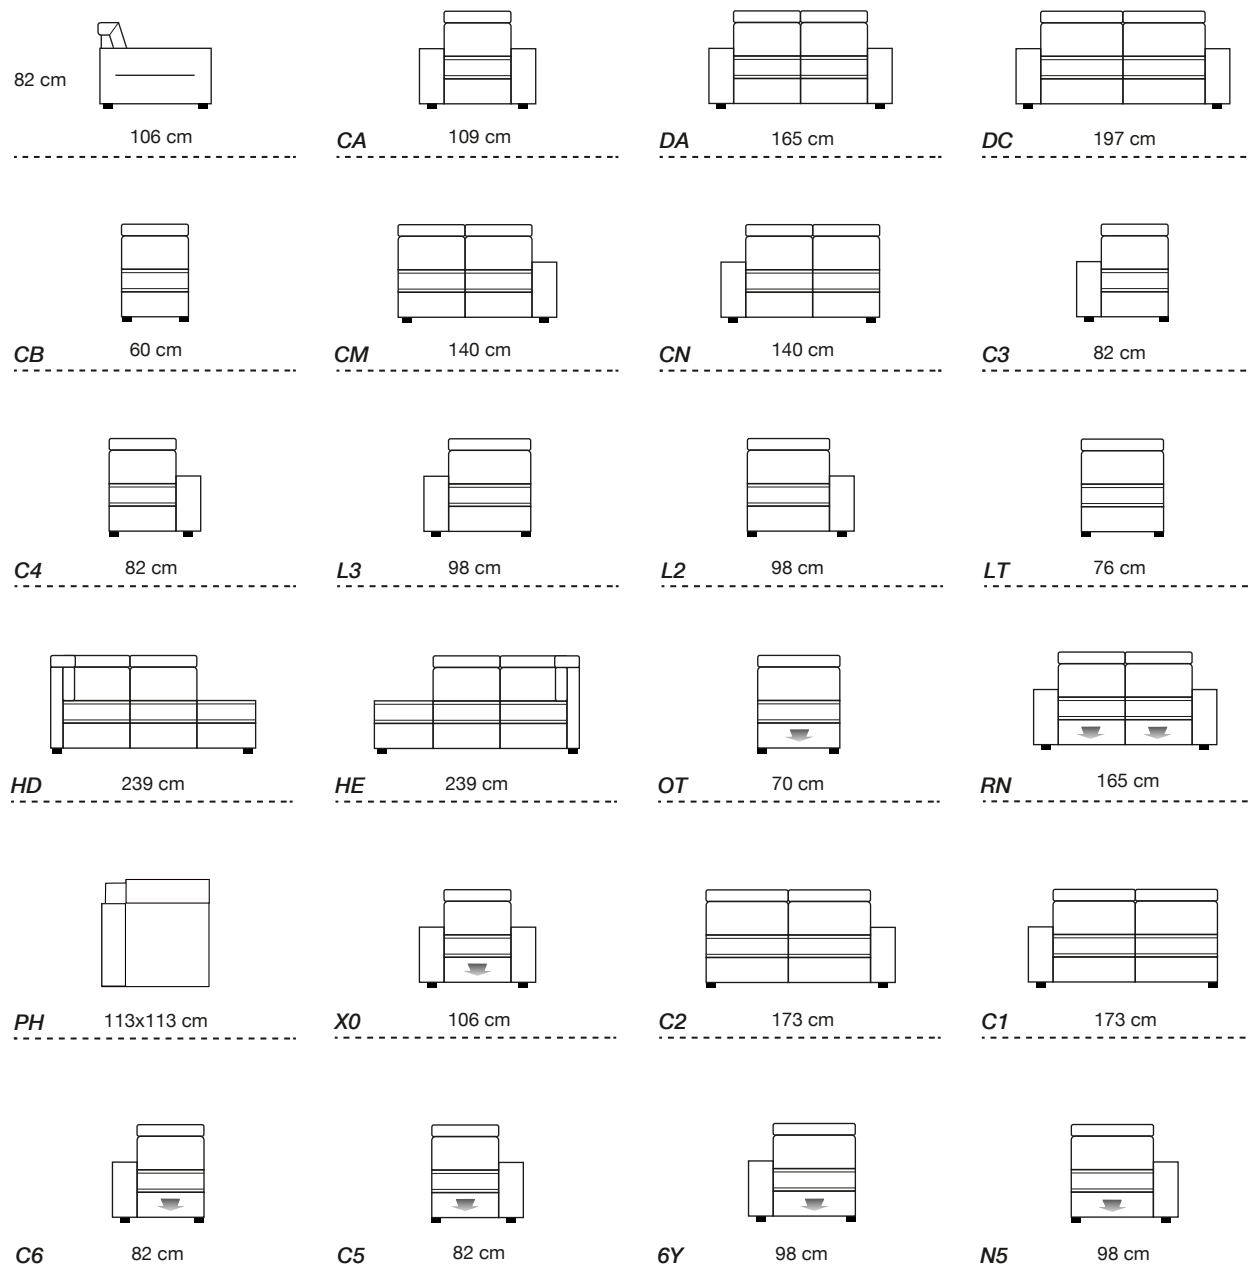 82 cm
106 cm
CA 109 cm
DA 165 cm
DC 197 cm
CB 60 cm
CM 140 cm
CN 140 cm
C3 82 cm
C4 82 cm
L3 98 cm
L2 98 cm
LT 76 cm
HD 239 cm
HE 239 cm
OT 70 cm
RN 165 cm
PH 113x113 cm
X0 106 cm
C2 173 cm
C1 173 cm
C6 82 cm
C5 82 cm
6Y 98 cm
N5 98 cm